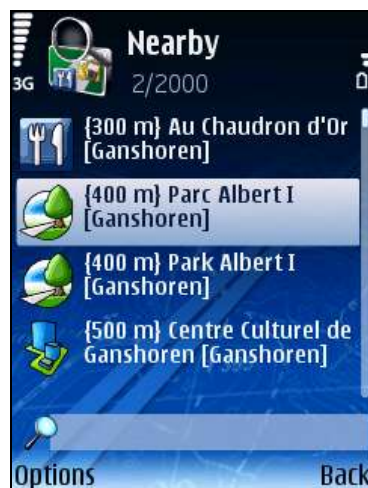 Nearby
3G 2/2000
{300 m} Au Chaudron d'Or
[Ganshoren]
{400 m} Parc Albert I
[Ganshoren]
{400 m} Park Albert I
[Ganshoren]
{500 m} Centre Culturel de
Ganshoren [Ganshoren]
Options Back